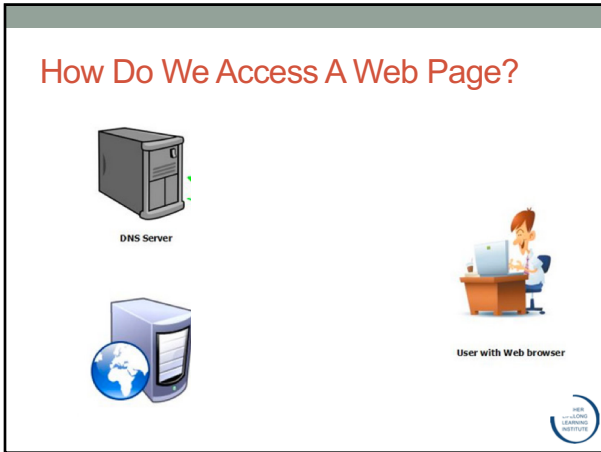 How Do We Access A Web Page?
DNS Server
User with Web browser
LEARNING
INSTITUTE